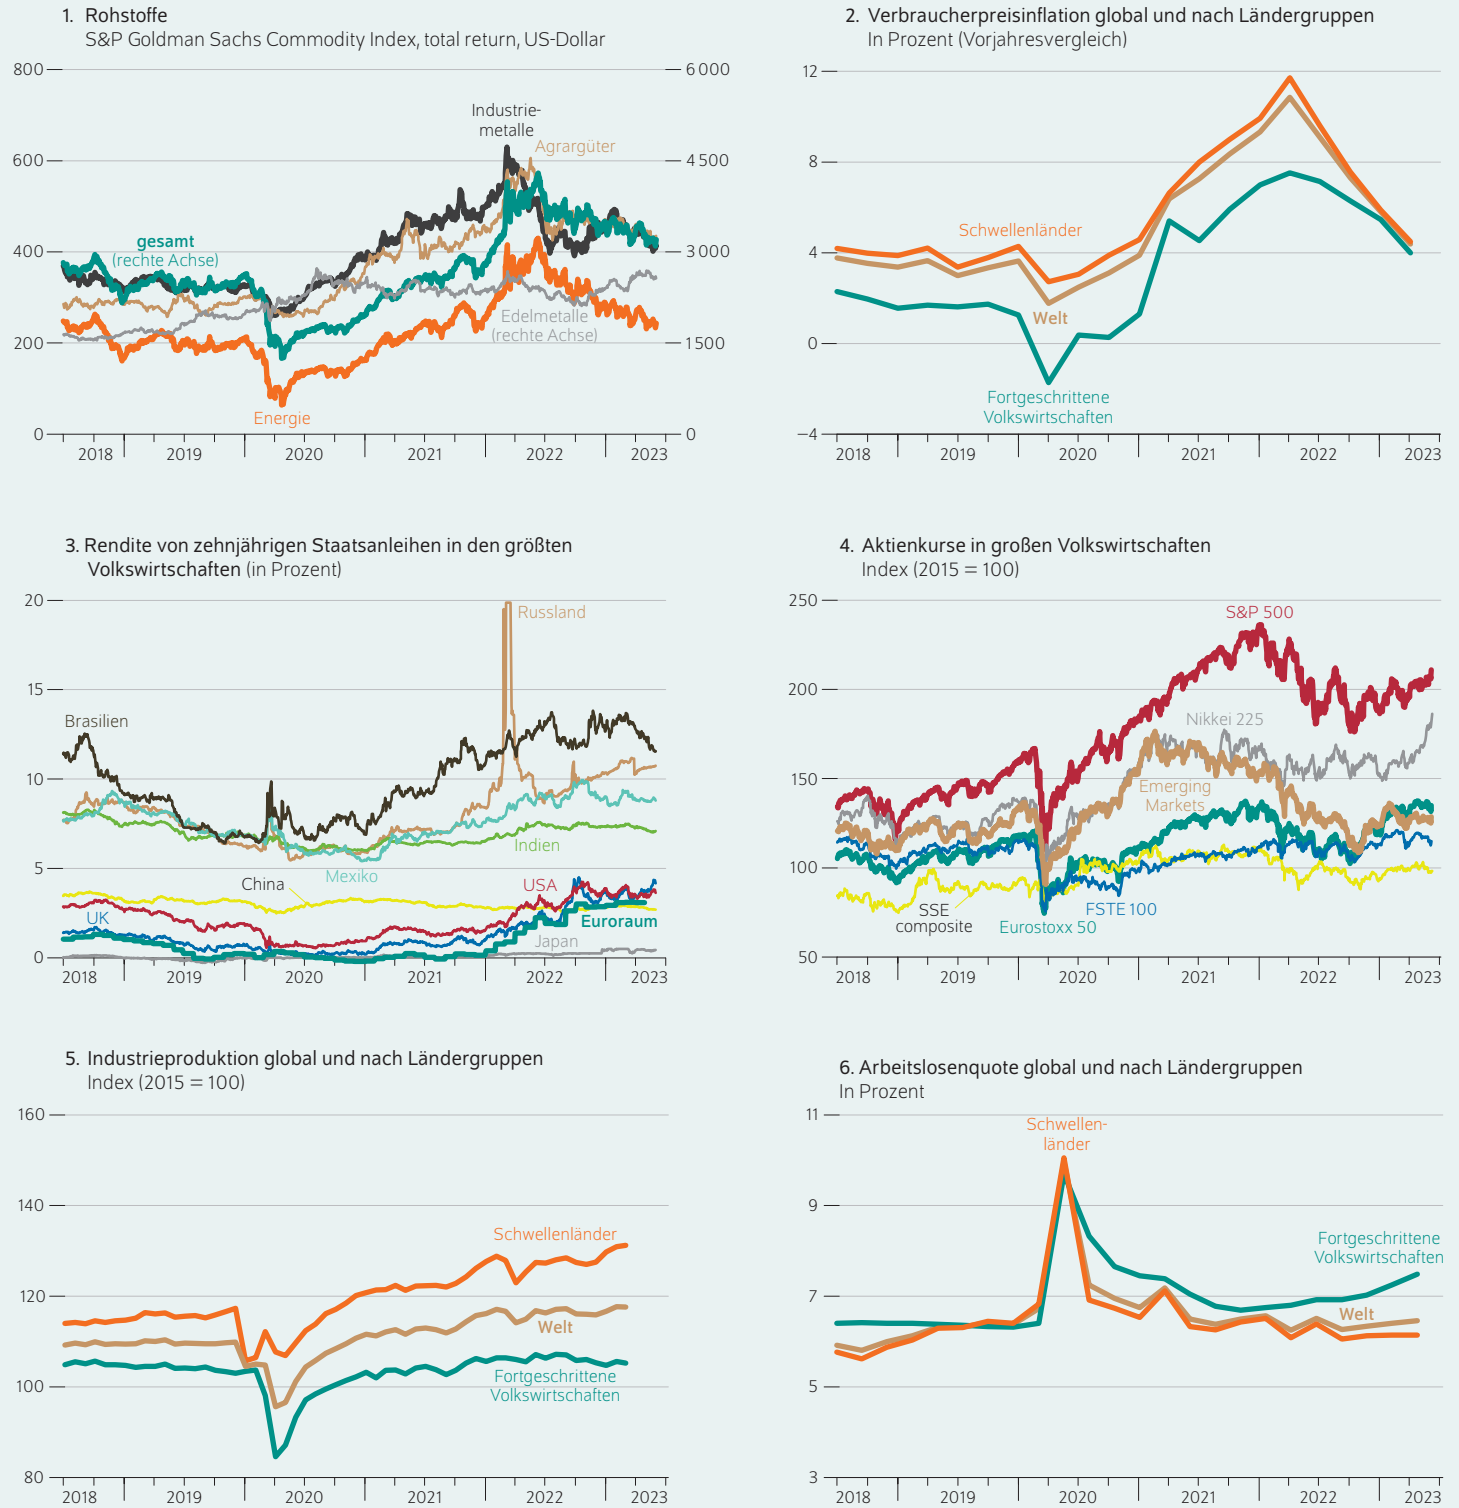 1. Rohstoffe
S&P Goldman Sachs Commodity Index, total return, US-Dollar
800
600
400
200
0
6 000
4 500
3 000
1 500
0
Industrie-
metalle
Agrargüter
gesamt
(rechte Achse)
Edelmetalle
(rechte Achse)
Energie
2018 2019 2020 2021 2022 2023
2. Verbraucherpreisinflation global und nach Ländergruppen
In Prozent (Vorjahresvergleich)
12
8
4
0
−4
Schwellenländer
Welt
Fortgeschrittene
Volkswirtschaften
2018 2019 2020 2021 2022 2023
3. Rendite von zehnjährigen Staatsanleihen in den größten
Volkswirtschaften (in Prozent)
20
15
10
5
0
Russland
Brasilien
Indien
Mexiko
China
USA
UK
Euroraum
Japan
2018 2019 2020 2021 2022 2023
4. Aktienkurse in großen Volkswirtschaften
Index (2015 = 100)
250
200
150
100
50
S&P 500
Nikkei 225
Emerging
Markets
SSE
composite
FSTE 100
Eurostoxx 50
2018 2019 2020 2021 2022 2023
5. Industrieproduktion global und nach Ländergruppen
Index (2015 = 100)
160
140
120
100
80
Schwellenländer
Welt
Fortgeschrittene
Volkswirtschaften
2018 2019 2020 2021 2022 2023
6. Arbeitslosenquote global und nach Ländergruppen
In Prozent
11
9
7
5
3
Schwellen-
länder
Fortgeschrittene
Volkswirtschaften
Welt
2018 2019 2020 2021 2022 2023